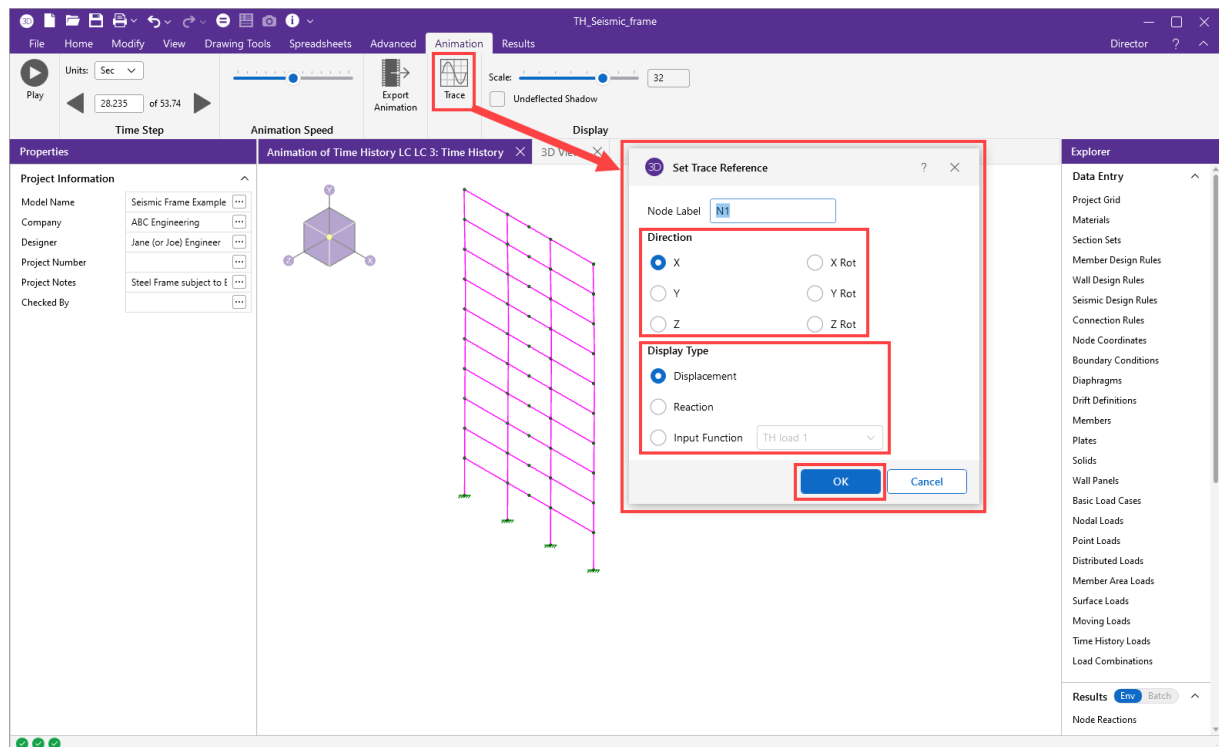 TH_Seismic_frame
File Home Modify View Drawing Tools Spreadsheets Advanced Animation Results Director ?
Play
Units: Sec
28.235 of 53.74
Time Step
Animation Speed
Export
Animation
Trace
Scale: 32
Undeflected Shadow
Display
Properties
Project Information
Model Name Seismic Frame Example ...
Company ABC Engineering ...
Designer Jane (or Joe) Engineer ...
Project Number ...
Project Notes Steel Frame subject to E ...
Checked By ...
Animation of Time History LC LC 3: Time History
3D
Y
Z
X
3D Set Trace Reference ?
Node Label N1
Direction
X X Rot
Y Y Rot
Z Z Rot
Display Type
Displacement
Reaction
Input Function TH load 1
OK Cancel
Explorer
Data Entry
Project Grid
Materials
Section Sets
Member Design Rules
Wall Design Rules
Seismic Design Rules
Connection Rules
Node Coordinates
Boundary Conditions
Diaphragms
Drift Definitions
Members
Plates
Solids
Wall Panels
Basic Load Cases
Nodal Loads
Point Loads
Distributed Loads
Member Area Loads
Surface Loads
Moving Loads
Time History Loads
Load Combinations
Results Env Batch
Node Reactions